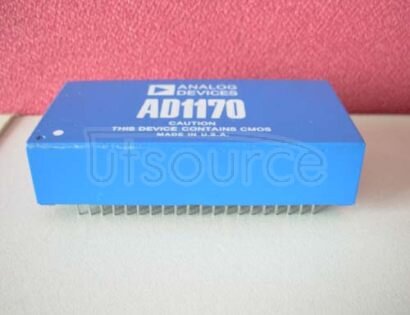 ANALOG
DEVICES
AD1170
CAUTION
THIS DEVICE CONTAINS CMOS
MADE IN U.S.A.
Utsource